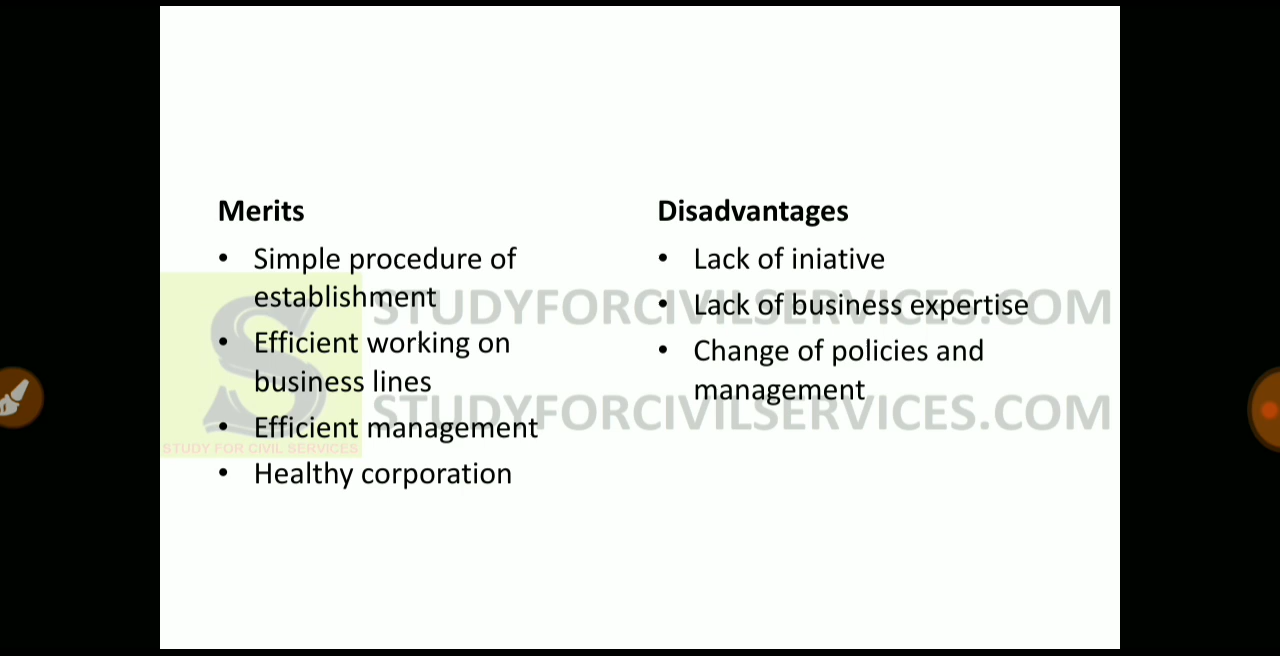 Merits
• Simple procedure of
establishment
• Efficient working on
business lines
• Efficient management
• Healthy corporation
Disadvantages
• Lack of iniative
• Lack of business expertise
• Change of policies and
management
STUDYFORCIVILSERVICES.COM
STUDYFORCIVILSERVICES.COM
S
STUDY FOR CIVIL SERVICES